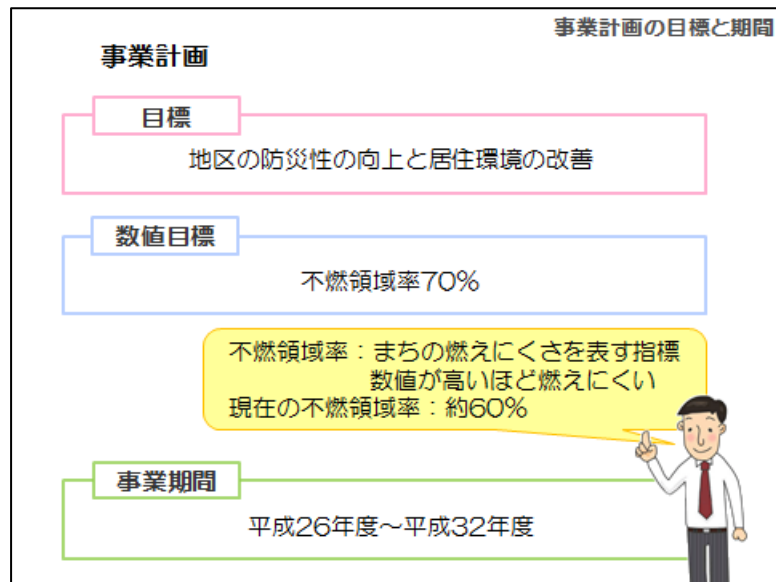 事業計画の目標と期間
事業計画
目標
地区の防災性の向上と居住環境の改善
数値目標
不燃領域率70%
不燃領域率：まちの燃えにくさを表す指標
数値が高いほど燃えにくい
現在の不燃領域率：約60%
事業期間
平成26年度～平成32年度